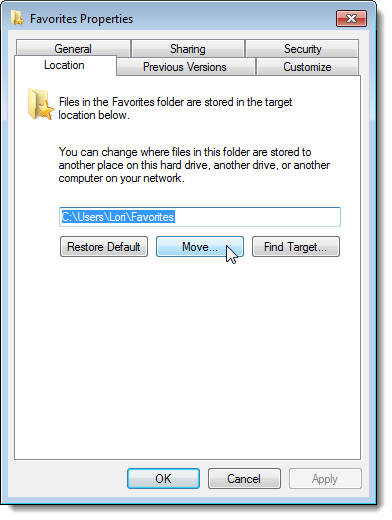 Favorites Properties
General Sharing Security
Location Previous Versions Customize
Files in the Favorites folder are stored in the target
location below.
You can change where files in this folder are stored to
another place on this hard drive, another drive, or another
computer on your network.
C:\Users\Lori\Favorites
Restore Default Move... Find Target...
OK Cancel Apply